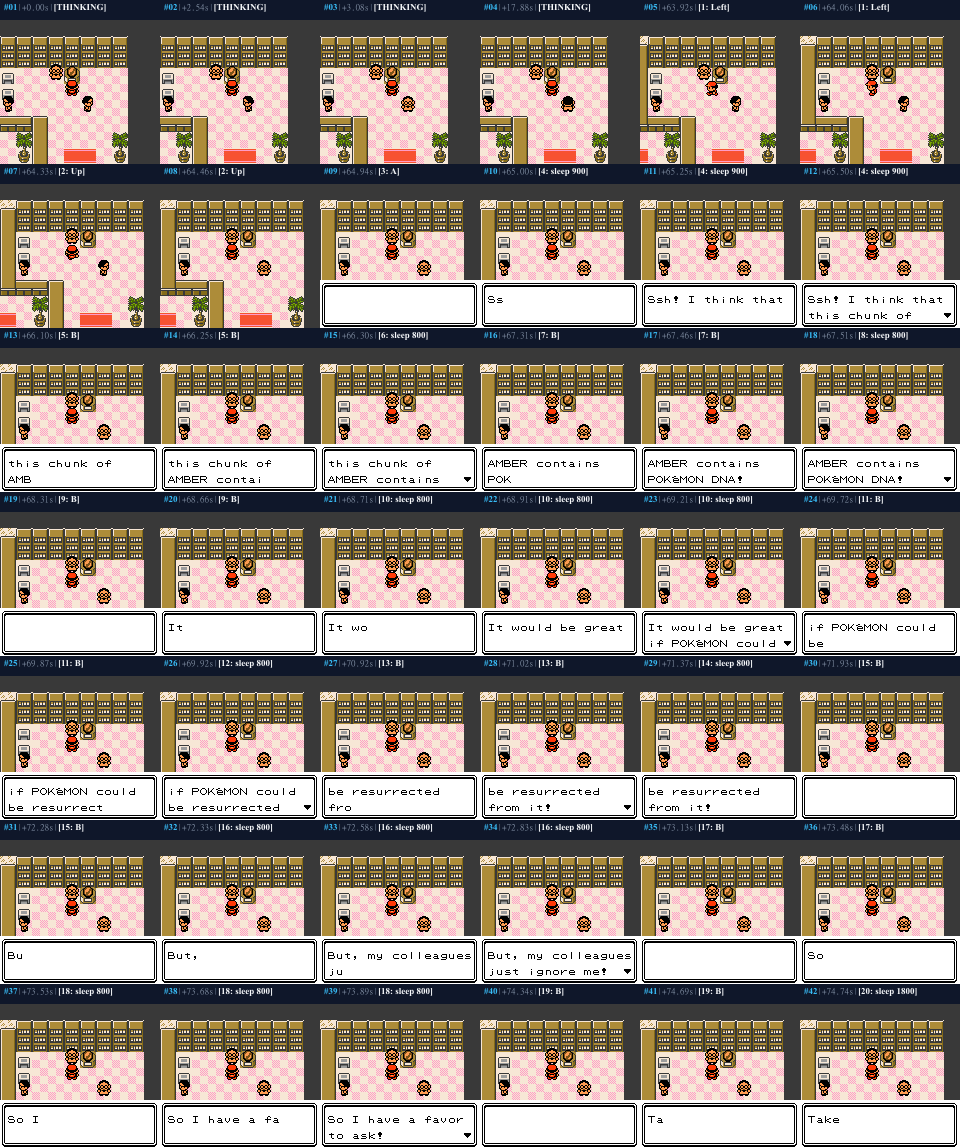 #01|+0.00s|[THINKING]
#02|+2.54s|[THINKING]
#03|+3.08s|[THINKING]
#04|+17.88s|[THINKING]
#05|+63.92s|[1: Left]
#06|+64.06s|[1: Left]
#07|+64.33s|[2: Up]
#08|+64.46s|[2: Up]
#09|+64.94s|[3: A]
#10|+65.00s|[4: sleep 900]
#11|+65.25s|[4: sleep 900]
#12|+65.50s|[4: sleep 900]
Ss
Ssh! I think that
Ssh! I think that
this chunk of
#13|+66.10s|[5: B]
#14|+66.25s|[5: B]
#15|+66.30s|[6: sleep 800]
#16|+67.31s|[7: B]
#17|+67.46s|[7: B]
#18|+67.51s|[8: sleep 800]
this chunk of
AMB
this chunk of
AMBER contai
this chunk of
AMBER contains
AMBER contains
POK
AMBER contains
POKéMON DNA!
AMBER contains
POKéMON DNA!
#19|+68.31s|[9: B]
#20|+68.66s|[9: B]
#21|+68.71s|[10: sleep 800]
#22|+68.91s|[10: sleep 800]
#23|+69.21s|[10: sleep 800]
#24|+69.72s|[11: B]
It
It wo
It would be great
It would be great
if POKéMON could
if POKéMON could
be
#25|+69.87s|[11: B]
#26|+69.92s|[12: sleep 800]
#27|+70.92s|[13: B]
#28|+71.02s|[13: B]
#29|+71.37s|[14: sleep 800]
#30|+71.93s|[15: B]
if POKéMON could
be resurrect
if POKéMON could
be resurrected
be resurrected
fro
be resurrected
from it!
be resurrected
from it!
#31|+72.28s|[15: B]
#32|+72.33s|[16: sleep 800]
#33|+72.58s|[16: sleep 800]
#34|+72.83s|[16: sleep 800]
#35|+73.13s|[17: B]
#36|+73.48s|[17: B]
Bu
But,
But, my colleagues
ju
But, my colleagues
just ignore me!
So
#37|+73.53s|[18: sleep 800]
#38|+73.68s|[18: sleep 800]
#39|+73.89s|[18: sleep 800]
#40|+74.34s|[19: B]
#41|+74.69s|[19: B]
#42|+74.74s|[20: sleep 1800]
So I
So I have a fa
So I have a favor
to ask!
Ta
Take